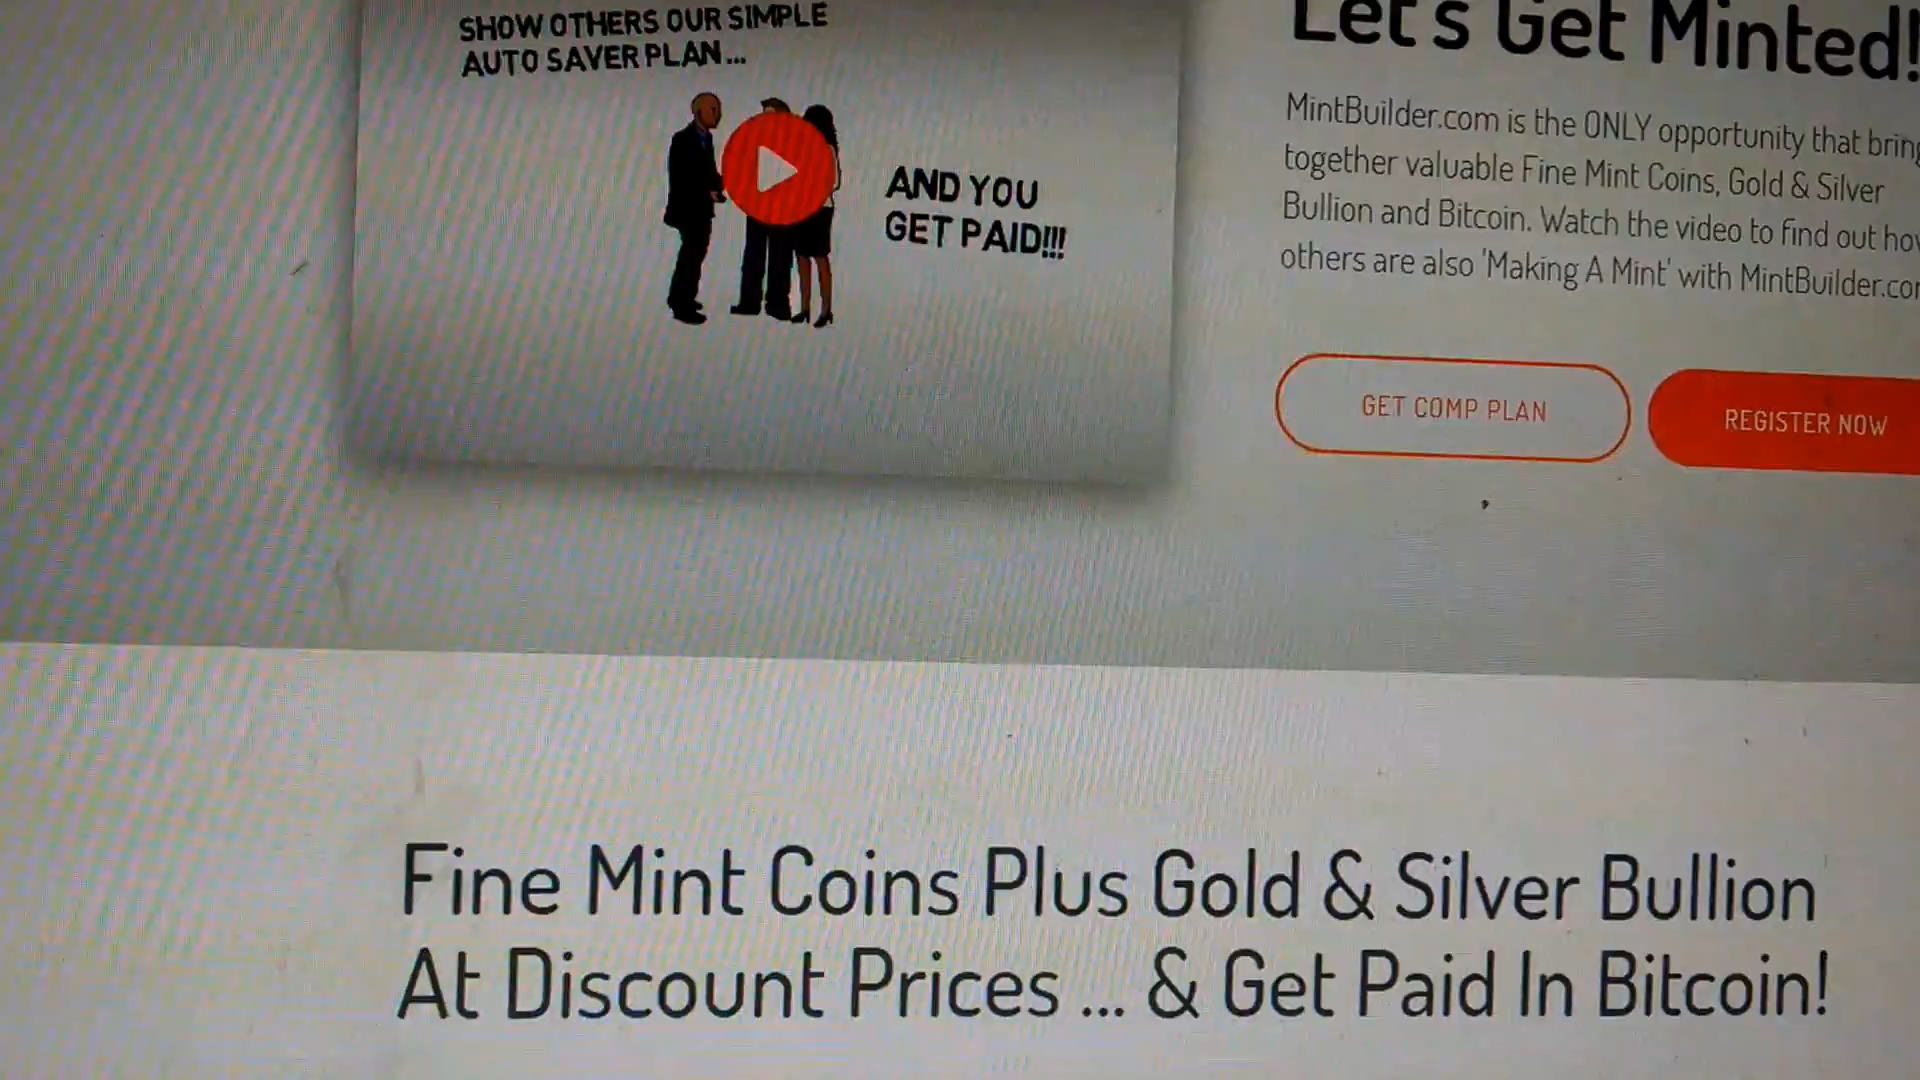 SHOW OTHERS OUR SIMPLE
AUTO SAVER PLAN...
AND YOU
GET PAID!!!
Let's Get Minted!
MintBuilder.com is the ONLY opportunity that
together valuable Fine Mint Coins, Gold & Silver
Bullion and Bitcoin. Watch the video to find out
others are also 'Making A Mint' with
GET COMP PLAN
REGISTER NOW
Fine Mint Coins Plus Gold & Silver Bullion
At Discount Prices ... & Get Paid In Bitcoin!